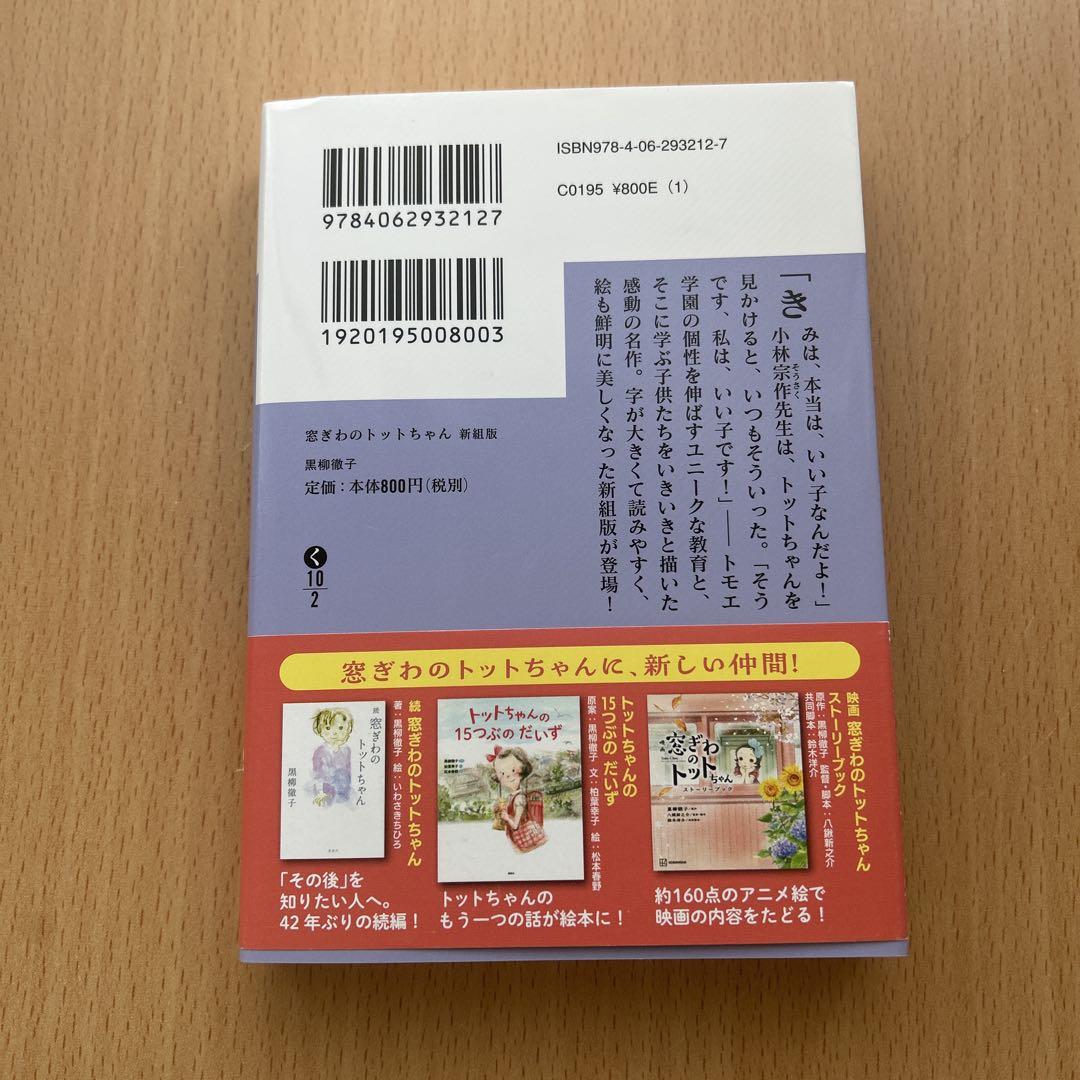 ISBN978-4-06-293212-7
C0195 ¥800E (1)
9784062932127
1920195008003
「きみは、本当は、いい子なんだよ！」
小林宗作先生は、トットちゃんを
そうさく
見かけると、いつもそういった。「そう
です、私は、いい子です！」――トモエ
学園の個性を伸ばすユニークな教育と、
そこに学ぶ子供たちをいきいきと描いた
感動の名作。字が大きくて読みやすく、
絵も鮮明に美しくなった新組版が登場！
窓ぎわのトットちゃん 新組版
黒柳徹子
定価：本体800円（税別）
く
10
2
窓ぎわのトットちゃんに、新しい仲間！
映画 窓ぎわのトットちゃん
ストーリーブック
原作：黒柳徹子 監督・脚本：八鍬新之介
共同脚本：鈴木洋介
映画
窓ぎわ
の
トット
ちゃん
ストーリーブック
約160点のアニメ絵で
映画の内容をたどる！
トットちゃんの
15つぶの だいず
原案：黒柳徹子 文：柏葉幸子 絵：松本春野
トットちゃんの
15つぶの だいず
トットちゃんの
もう一つの話が絵本に！
続 窓ぎわのトットちゃん
著：黒柳徹子 絵：いわさきちひろ
続
窓ぎわの
トットちゃん
黒柳徹子
「その後」を
知りたい人へ。
42年ぶりの続編！